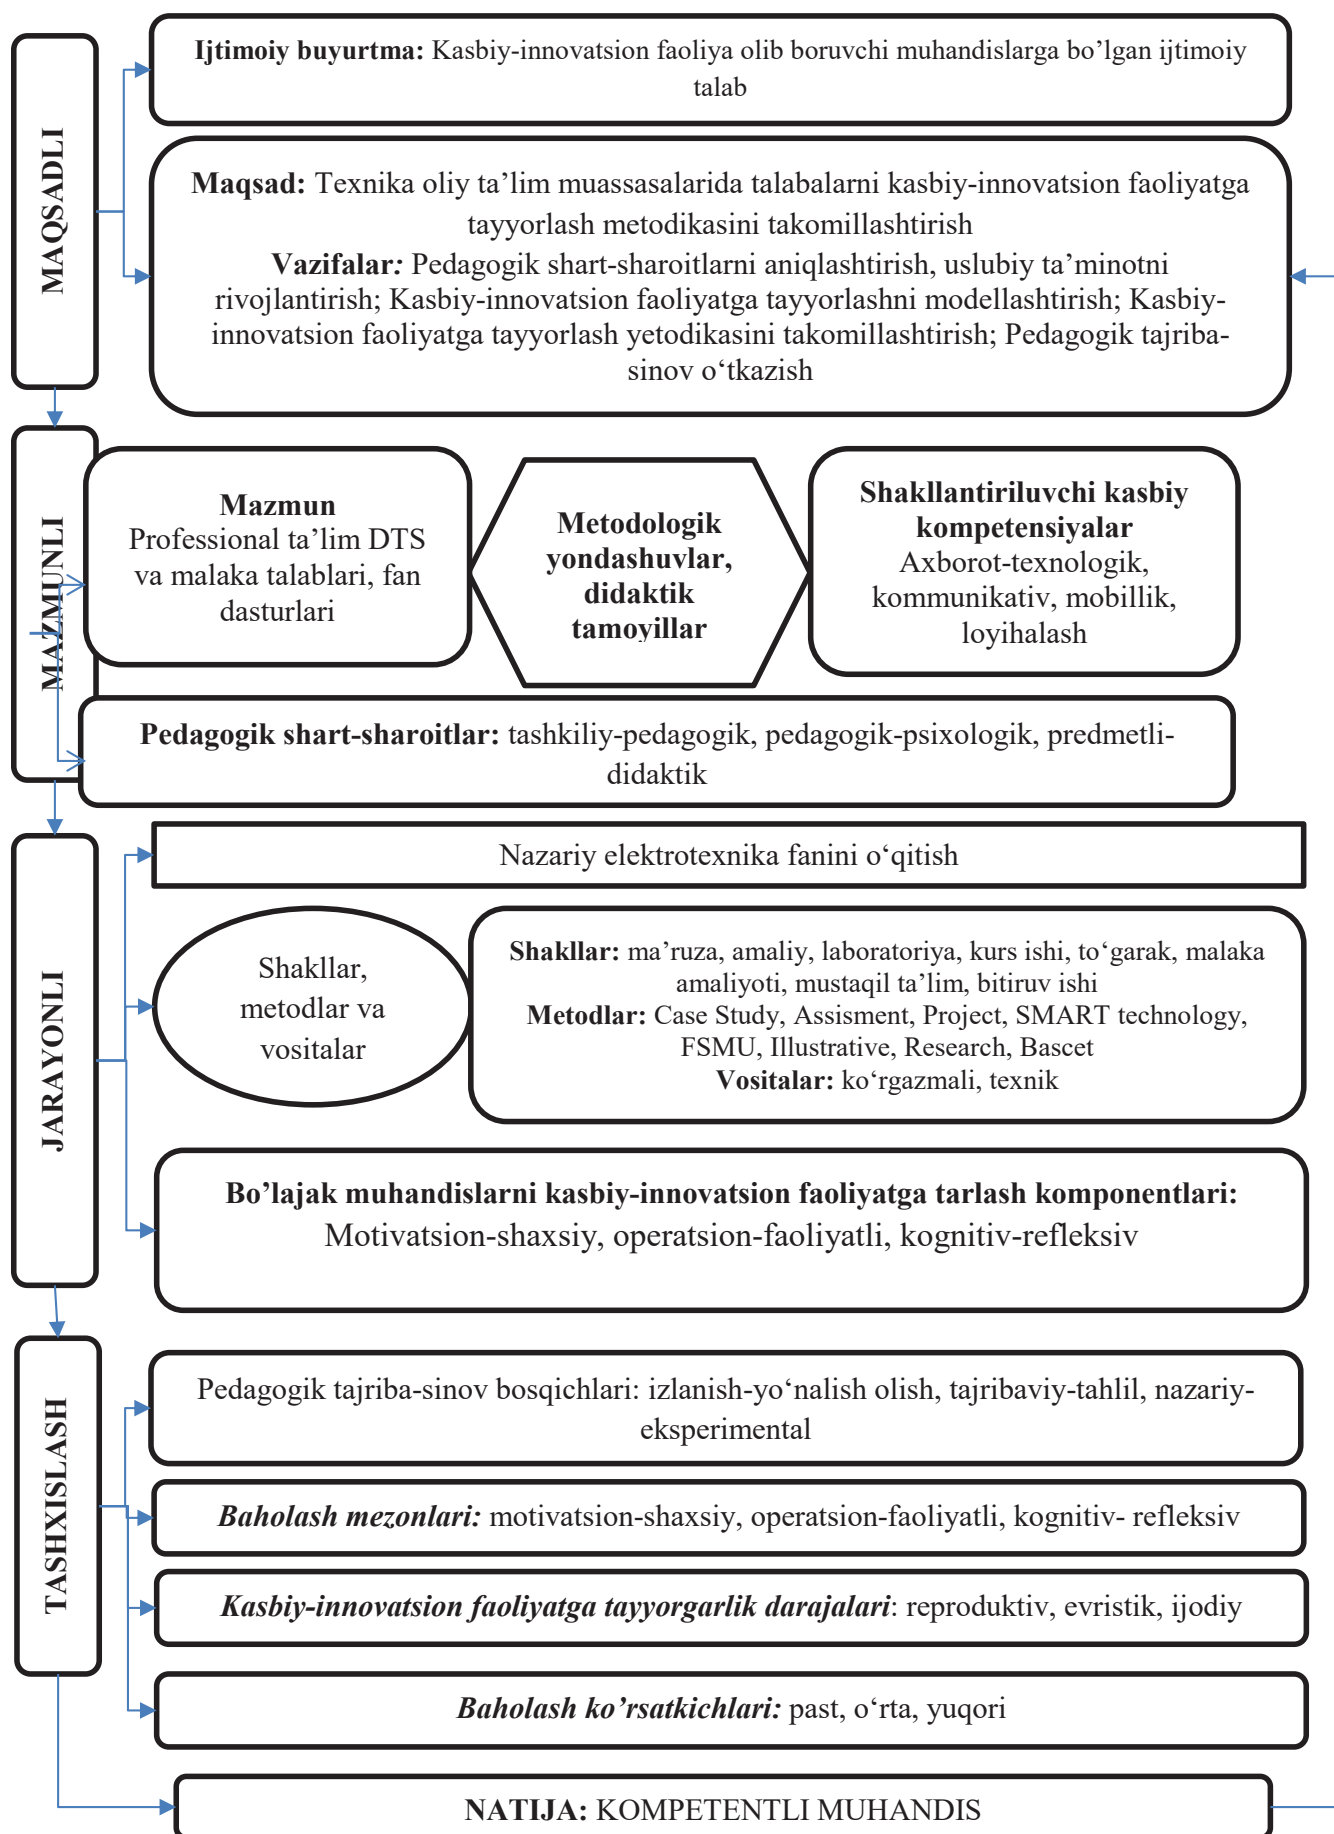 MAQSADLI
Ijtimoiy buyurtma: Kasbiy-innovatsion faoliya olib boruvchi muhandislarga bo’lgan ijtimoiy
talab
Maqsad: Texnika oliy ta’lim muassasalarida talabalarni kasbiy-innovatsion faoliyatga
tayyorlash metodikasini takomillashtirish
Vazifalar: Pedagogik shart-sharoitlarni aniqlashtirish, uslubiy ta’minotni
rivojlantirish; Kasbiy-innovatsion faoliyatga tayyorlashni modellashtirish; Kasbiy-
innovatsion faoliyatga tayyorlash yetodikasini takomillashtirish; Pedagogik tajriba-
sinov o‘tkazish
MAZMUNLI
Mazmun
Professional ta’lim DTS
va malaka talablari, fan
dasturlari
Metodologik
yondashuvlar,
didaktik
tamoyillar
Shakllantiriluvchi kasbiy
kompetensiyalar
Axborot-texnologik,
kommunikativ, mobillik,
loyihalash
Pedagogik shart-sharoitlar: tashkiliy-pedagogik, pedagogik-psixologik, predmetli-
didaktik
JARAYONLI
Nazariy elektrotexnika fanini o‘qitish
Shakllar,
metodlar va
vositalar
Shakllar: ma’ruza, amaliy, laboratoriya, kurs ishi, to‘garak, malaka
amaliyoti, mustaqil ta’lim, bitiruv ishi
Metodlar: Case Study, Assisment, Project, SMART technology,
FSMU, Illustrative, Research, Bascet
Vositalar: ko‘rgazmali, texnik
Bo’lajak muhandislarni kasbiy-innovatsion faoliyatga tarlash komponentlari:
Motivatsion-shaxsiy, operatsion-faoliyatli, kognitiv-refleksiv
TASHXISLASH
Pedagogik tajriba-sinov bosqichlari: izlanish-yo‘nalish olish, tajribaviy-tahlil, nazariy-
eksperimental
Baholash mezonlari: motivatsion-shaxsiy, operatsion-faoliyatli, kognitiv- refleksiv
Kasbiy-innovatsion faoliyatga tayyorgarlik darajalari: reproduktiv, evristik, ijodiy
Baholash ko’rsatkichlari: past, o‘rta, yuqori
NATIJA: KOMPETENTLI MUHANDIS